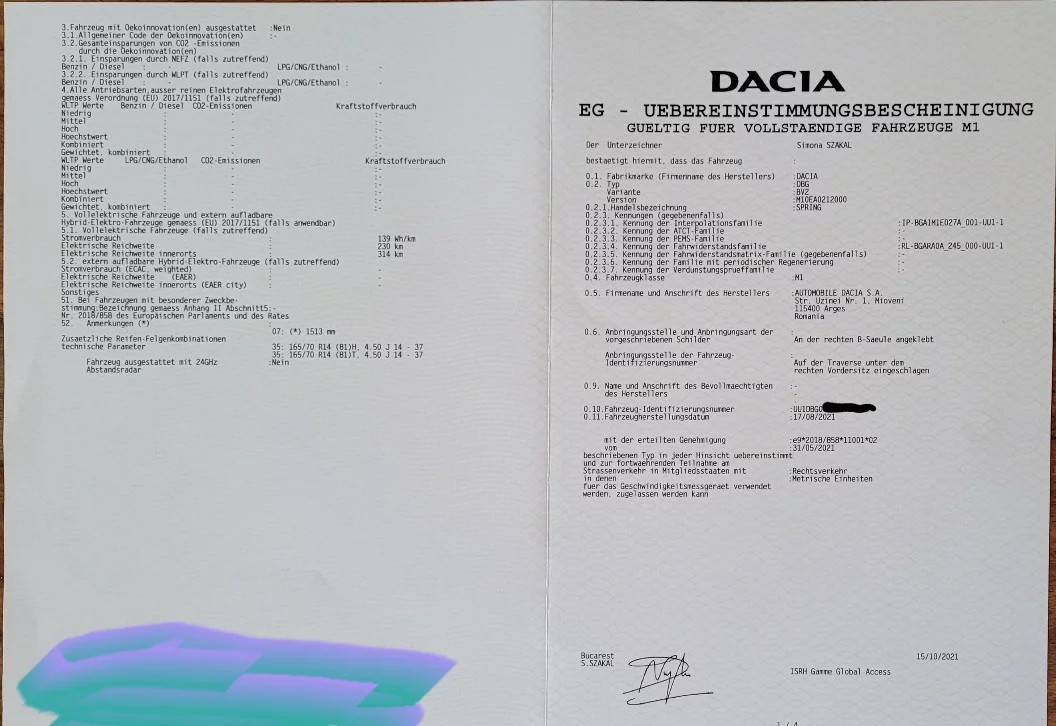 3.Fahrzeug mit Oekoinnovation(en) ausgestattet :Nein
3.1.Allgemeiner Code der Oekoinnovation(en) :-
3.2.Gesamteinsparungen von CO2 -Emissionen
durch die Oekoinnovation(en)
3.2.1. Einsparungen durch NEFZ (falls zutreffend)
Benzin / Diesel : - LPG/CNG/Ethanol : -
3.2.2. Einsparungen durch WLPT (falls zutreffend)
Benzin / Diesel : - LPG/CNG/Ethanol : -
4.Alle Antriebsarten,ausser reinen Elektrofahrzeugen
gemaess Verordnung (EU) 2017/1151 (falls zutreffend)
WLTP Werte Benzin / Diesel CO2-Emissionen Kraftstoffverbrauch
Niedrig : - :-
Mittel : - :-
Hoch : - :-
Hoechstwert : - :-
Kombiniert : - :-
Gewichtet, kombiniert : - :-
WLTP Werte LPG/CNG/Ethanol CO2-Emissionen Kraftstoffverbrauch
Niedrig : - :-
Mittel : - :-
Hoch : - :-
Hoechstwert : - :-
Kombiniert : - :-
Gewichtet, kombiniert : - :-
5. Vollelektrische Fahrzeuge und extern aufladbare
Hybrid-Elektro-Fahrzeuge gemaess (EU) 2017/1151 (falls anwendbar)
5.1. Vollelektrische Fahrzeuge (falls zutreffend)
Stromverbrauch : 139 Wh/km
Elektrische Reichweite : 230 km
Elektrische Reichweite innerorts : 314 km
5.2. extern aufladbare Hybrid-Elektro-Fahrzeuge (falls zutreffend)
Stromverbrauch (ECAC, weighted) : -
Elektrische Reichweite (EAER) : -
Elektrische Reichweite innerorts (EAER city) : -
Sonstiges
51. Bei Fahrzeugen mit besonderer Zweckbe-
stimmung:Bezeichnung gemaess Anhang II Abschnitt5:-
Nr. 2018/858 des Europäischen Parlaments und des Rates
52. Anmerkungen (*) :
07: (*) 1513 mm
Zusaetzliche Reifen-Felgenkombinationen
technische Parameter
35: 165/70 R14 (81)H, 4.50 J 14 - 37
35: 165/70 R14 (81)T, 4.50 J 14 - 37
Fahrzeug ausgestattet mit 24GHz :Nein
Abstandsradar
DACIA
EG - UEBEREINSTIMMUNGSBESCHEINIGUNG
GUELTIG FUER VOLLSTAENDIGE FAHRZEUGE M1
Der Unterzeichner Simona SZAKAL
bestaetigt hiermit, dass das Fahrzeug :
0.1. Fabrikmarke (Firmenname des Herstellers) :DACIA
0.2. Typ :DBG
Variante :BV2
Version :M10EA0212000
0.2.1.Handelsbezeichnung :SPRING
0.2.3. Kennungen (gegebenenfalls)
0.2.3.1. Kennung der Interpolatiosfamilie :IP-BGA1M1E027A_001-UU1-1
0.2.3.2. Kennung der ATCT-Familie :-
0.2.3.3. Kennung der PEMS-Familie :-
0.2.3.4. Kennung der Fahrwiderstandsfamilie :RL-BGARA0A_245_000-UU1-1
0.2.3.5. Kennung der Fahrwiderstandsmatrix-Familie (gegebenenfalls) :-
0.2.3.6. Kennung der Familie mit periodischer Regenerierung :-
0.2.3.7. Kennung der Verdunstungsprueffamilie :-
0.4. Fahrzeugklasse :M1
0.5. Firmename und Anschrift des Herstellers :AUTOMOBILE DACIA S.A.
Str. Uzinei Nr. 1, Mioveni
115400 Arges
Romania
0.6. Anbringungsstelle und Anbringungsart der :
vorgeschriebenen Schilder An der rechten B-Saeule angeklebt
Anbringungsstelle der Fahrzeug- :
Identifizierungsnummer Auf der Traverse unter dem
rechten Vordersitz eingeschlagen
0.9. Name und Anschrift des Bevollmaechtigten :-
des Herstellers -
-
0.10.Fahrzeug-Identifizierungsnummer :UU1DBG0
0.11.Fahrzeugherstellungsdatum :17/08/2021
mit der erteilten Genehmigung :e9*2018/858*11001*02
vom :31/05/2021
beschriebenen Typ in jeder Hinsicht uebereinstimmt
und zur fortwaehrenden Teilnahme am
Strassenverkehr in Mitgliedsstaaten mit :Rechtsverkehr
in denen :Metrische Einheiten
fuer das Geschwindigkeitsmessgeraet verwendet
werden, zugelassen werden kann
Bucarest 15/10/2021
S.SZAKAL
ISRH Gamme Global Access
1 / 4